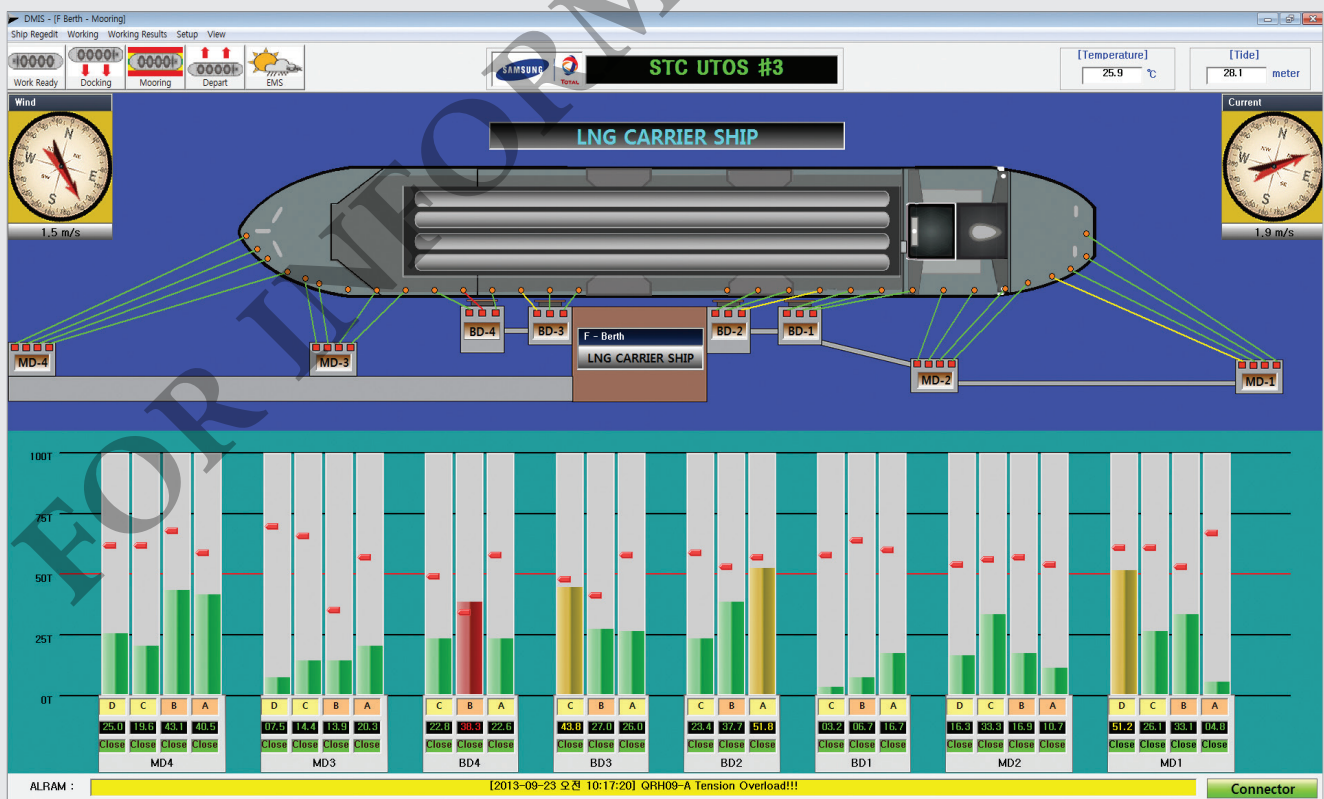 DMIS - [F Berth - Mooring]
Ship Regedit Working Working Results Setup View
Work Ready Docking Mooring Depart EMS
SAMSUNG TOTAL STC UTOS #3
[Temperature] [Tide]
25.9 ℃ 28.1 meter
Wind Current
LNG CARRIER SHIP
1.5 m/s 1.9 m/s
MD-4 MD-3 BD-4 BD-3 BD-2 BD-1 MD-2 MD-1
F - Berth
LNG CARRIER SHIP
100T
75T
50T
25T
0T
D C B A D C B A C B A C B A C B A C B A D C B A D C B A
25.0 19.6 43.1 40.5 07.5 14.4 13.9 20.3 22.8 38.3 22.6 43.8 27.0 26.0 23.4 37.7 51.8 03.2 06.7 16.7 16.3 33.3 16.9 10.7 51.2 26.1 33.1 04.8
Close Close Close Close Close Close Close Close Close Close Close Close Close Close Close Close Close Close Close Close Close Close Close Close Close Close Close Close
MD4 MD3 BD4 BD3 BD2 BD1 MD2 MD1
ALRAM : [2013-09-23 오전 10:17:20] QRH09-A Tension Overload!!! Connector
FOR INFORM